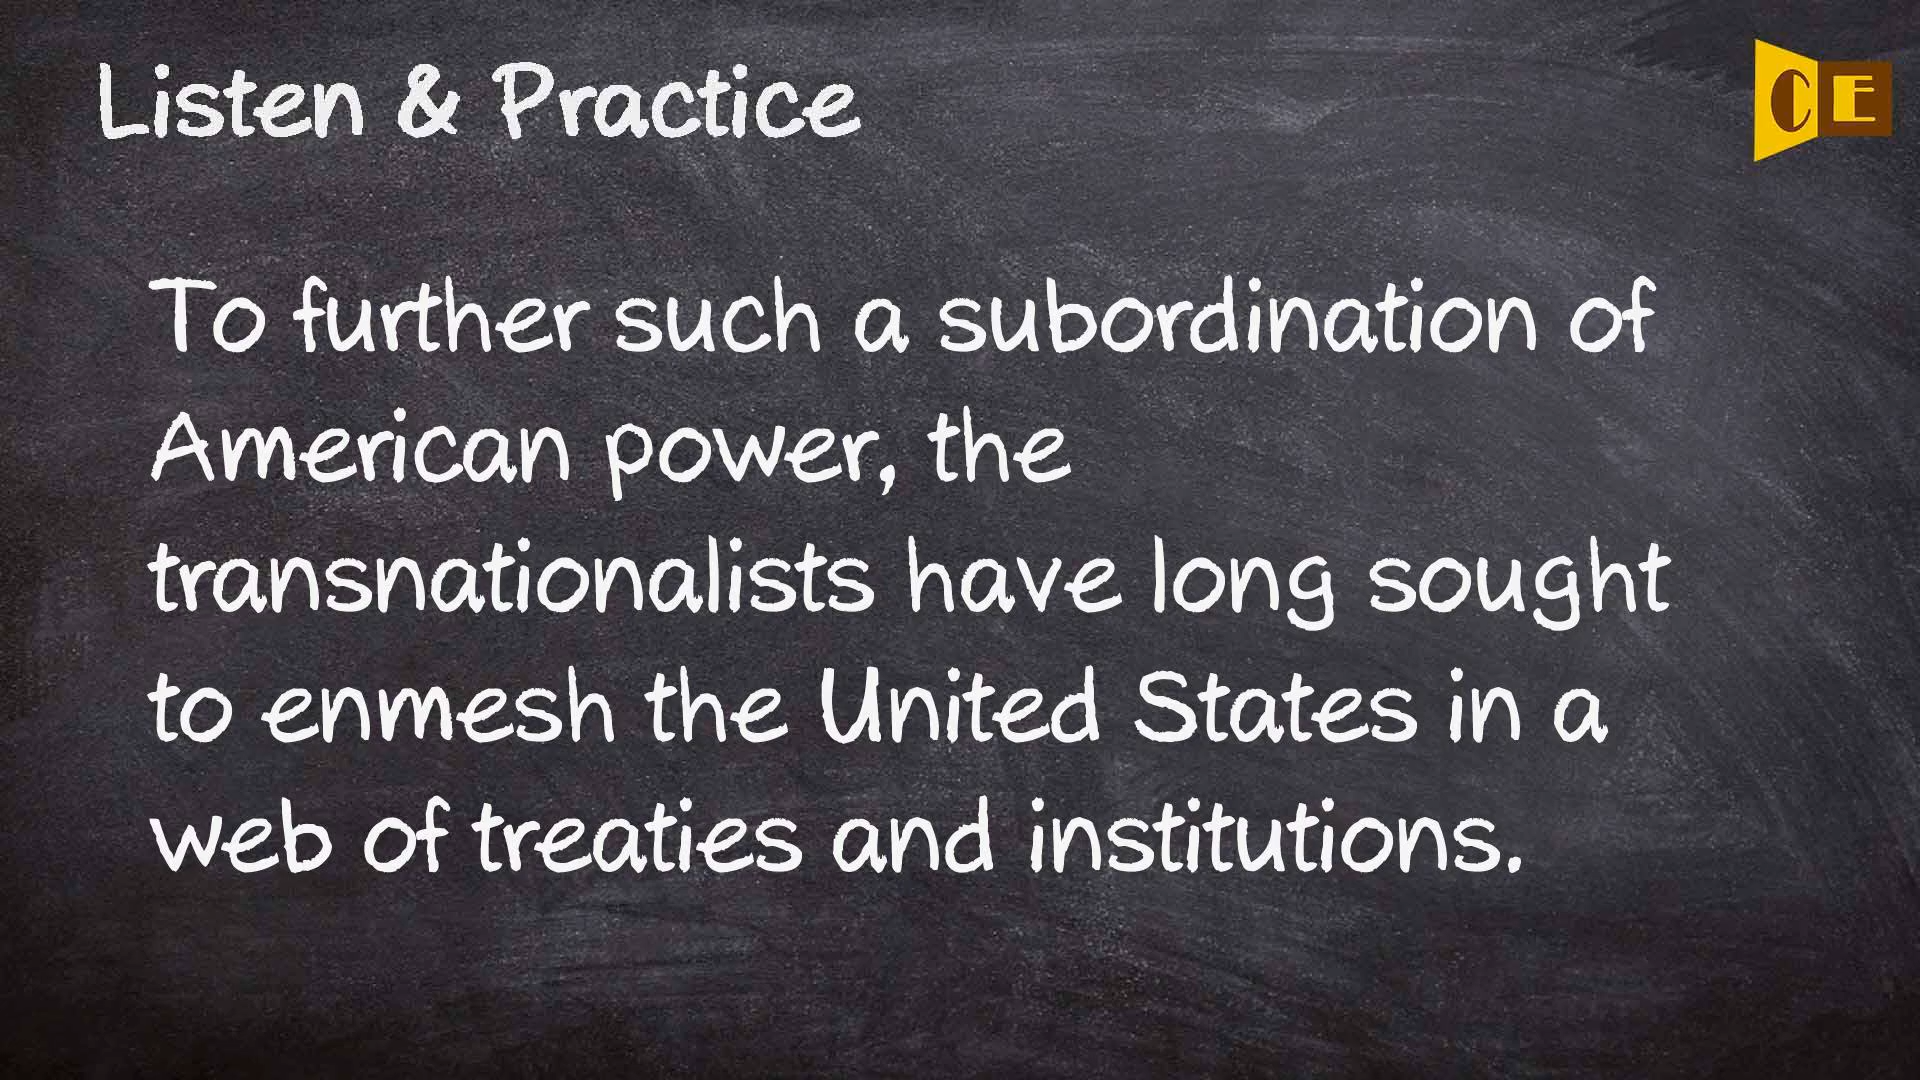 Listen & Practice
CE
To further such a subordination of
American power, the
transnationalists have long sought
to enmesh the United States in a
web of treaties and institutions.